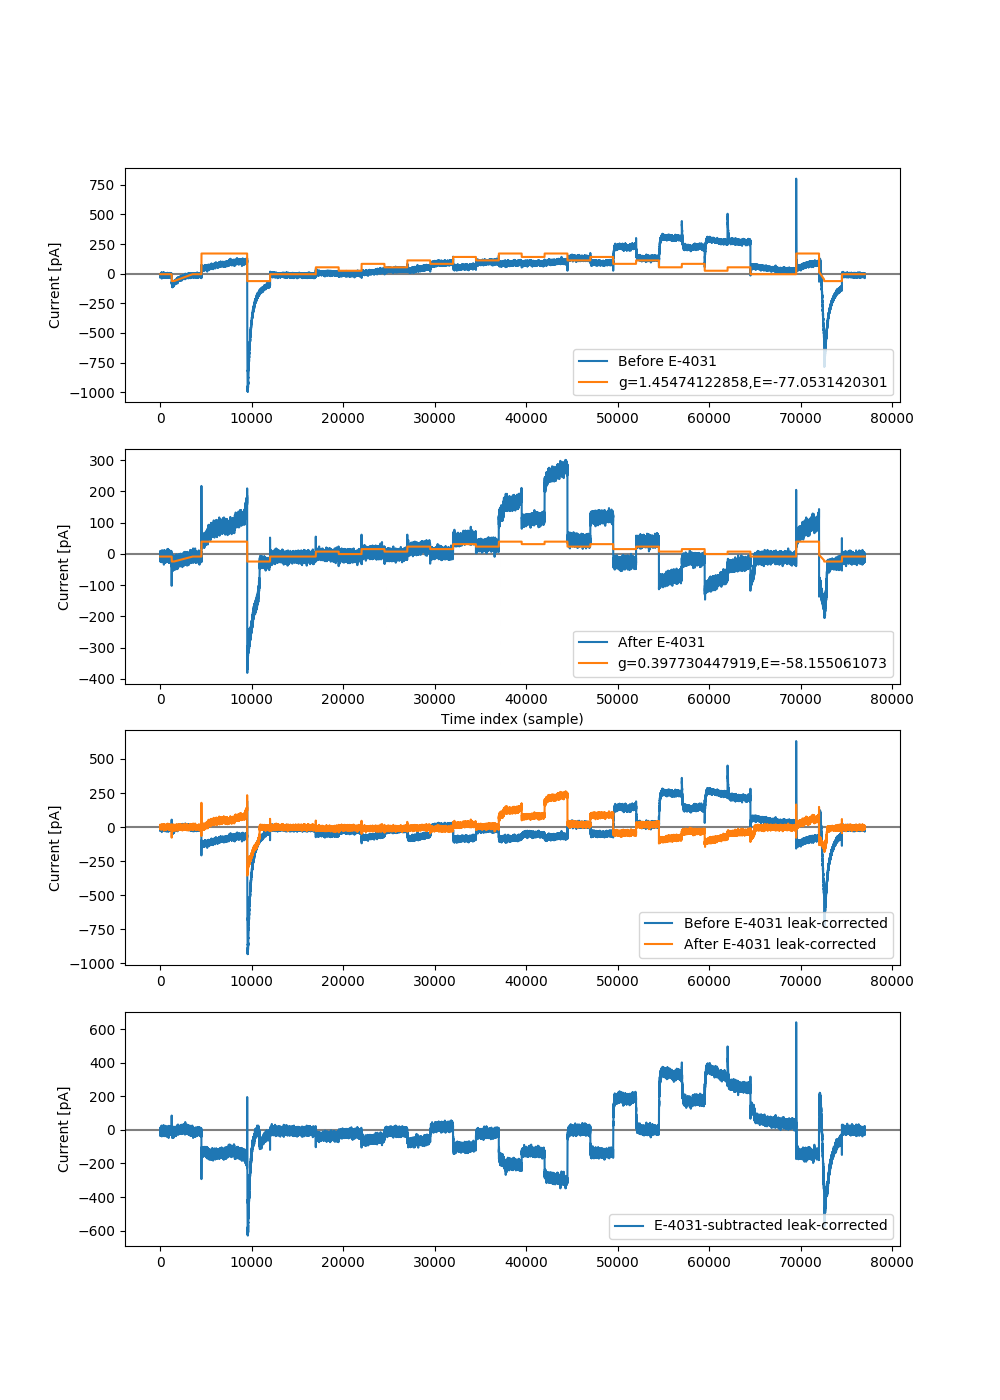 750
500
250
0
−250
−500
−750
−1000
Current [pA]
Before E-4031
g=1.45474122858,E=-77.0531420301
0 10000 20000 30000 40000 50000 60000 70000 80000
300
200
100
0
−100
−200
−300
−400
Current [pA]
After E-4031
g=0.397730447919,E=-58.155061073
0 10000 20000 30000 40000 50000 60000 70000 80000
Time index (sample)
500
250
0
−250
−500
−750
−1000
Current [pA]
Before E-4031 leak-corrected
After E-4031 leak-corrected
0 10000 20000 30000 40000 50000 60000 70000 80000
600
400
200
0
−200
−400
−600
Current [pA]
E-4031-subtracted leak-corrected
0 10000 20000 30000 40000 50000 60000 70000 80000